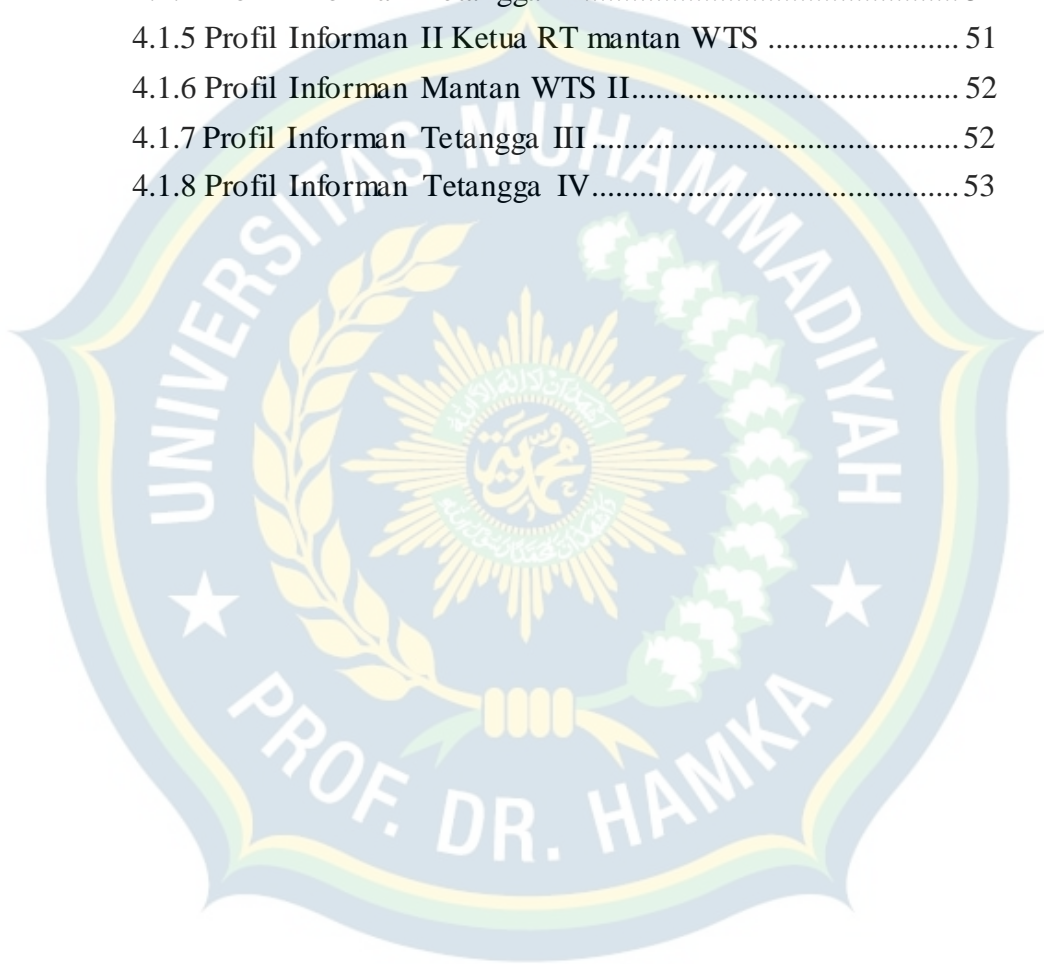 4.1.5 Profil Informan II Ketua RT mantan WTS ........................ 51
4.1.6 Profil Informan Mantan WTS II......................................... 52
4.1.7 Profil Informan Tetangga III .............................................. 52
4.1.8 Profil Informan Tetangga IV.............................................. 53
UNIVERSITAS MUHAMMADIYAH
PROF. DR. HAMKA